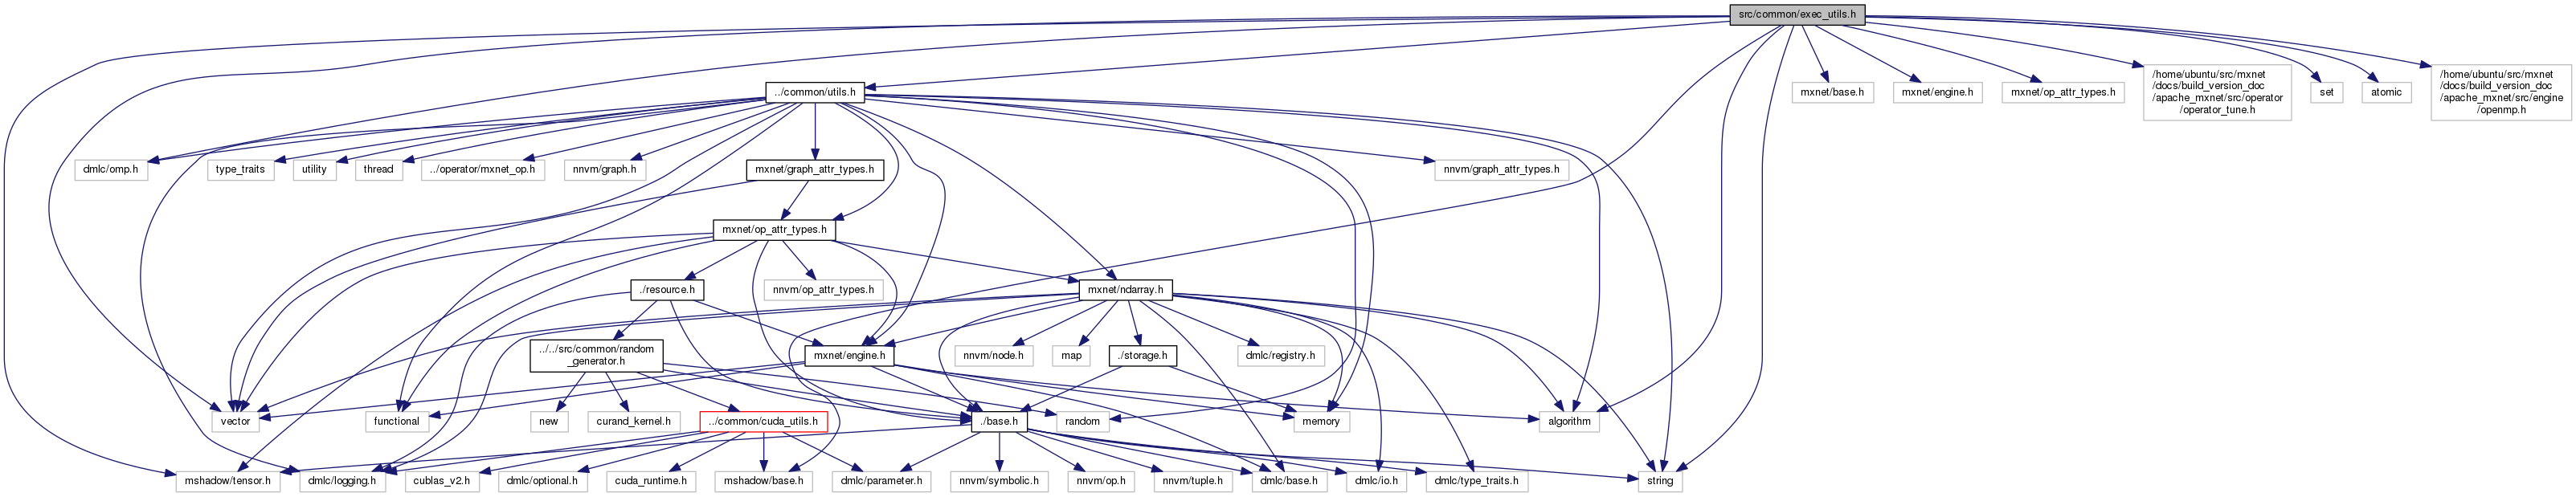 src/common/exec_utils.h
../common/utils.h
mxnet/base.h
mxnet/engine.h
mxnet/op_attr_types.h
/home/ubuntu/src/mxnet
/docs/build_version_doc
/apache_mxnet/src/operator
/operator_tune.h
set
atomic
/home/ubuntu/src/mxnet
/docs/build_version_doc
/apache_mxnet/src/engine
/openmp.h
dmlc/omp.h
type_traits
utility
thread
../operator/mxnet_op.h
nnvm/graph.h
mxnet/graph_attr_types.h
nnvm/graph_attr_types.h
mxnet/op_attr_types.h
./resource.h
nnvm/op_attr_types.h
mxnet/ndarray.h
../../src/common/random
_generator.h
mxnet/engine.h
nnvm/node.h
map
./storage.h
dmlc/registry.h
vector
functional
new
curand_kernel.h
../common/cuda_utils.h
./base.h
random
memory
algorithm
mshadow/tensor.h
dmlc/logging.h
cublas_v2.h
dmlc/optional.h
cuda_runtime.h
mshadow/base.h
dmlc/parameter.h
nnvm/symbolic.h
nnvm/op.h
nnvm/tuple.h
dmlc/base.h
dmlc/io.h
dmlc/type_traits.h
string